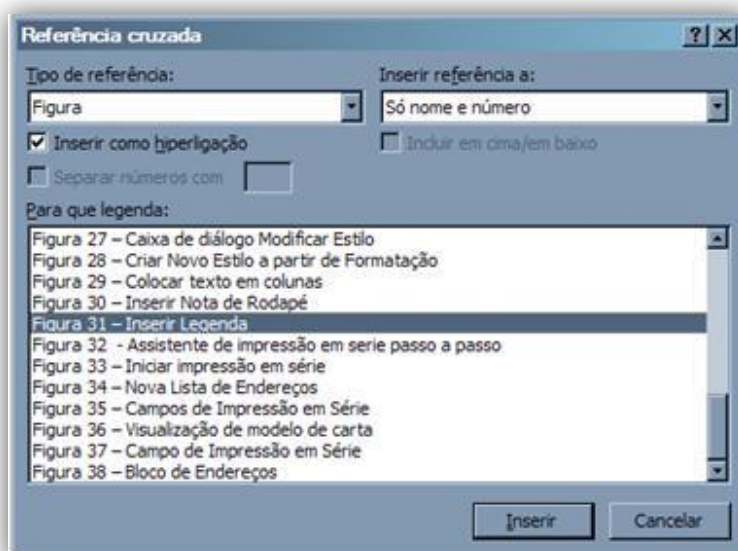 Referência cruzada
Tipo de referência:
Inserir referência a:
Figura
Só nome e número
Inserir como hiperligação
Incluir em cima/em baixo
Separar números com
Para que legenda:
Figura 27 – Caixa de diálogo Modificar Estilo
Figura 28 – Criar Novo Estilo a partir de Formatação
Figura 29 – Colocar texto em colunas
Figura 30 – Inserir Nota de Rodapé
Figura 31 – Inserir Legenda
Figura 32 - Assistente de impressão em serie passo a passo
Figura 33 – Iniciar impressão em série
Figura 34 – Nova Lista de Endereços
Figura 35 – Campos de Impressão em Série
Figura 36 – Visualização de modelo de carta
Figura 37 – Campo de Impressão em Série
Figura 38 – Bloco de Endereços
Inserir
Cancelar